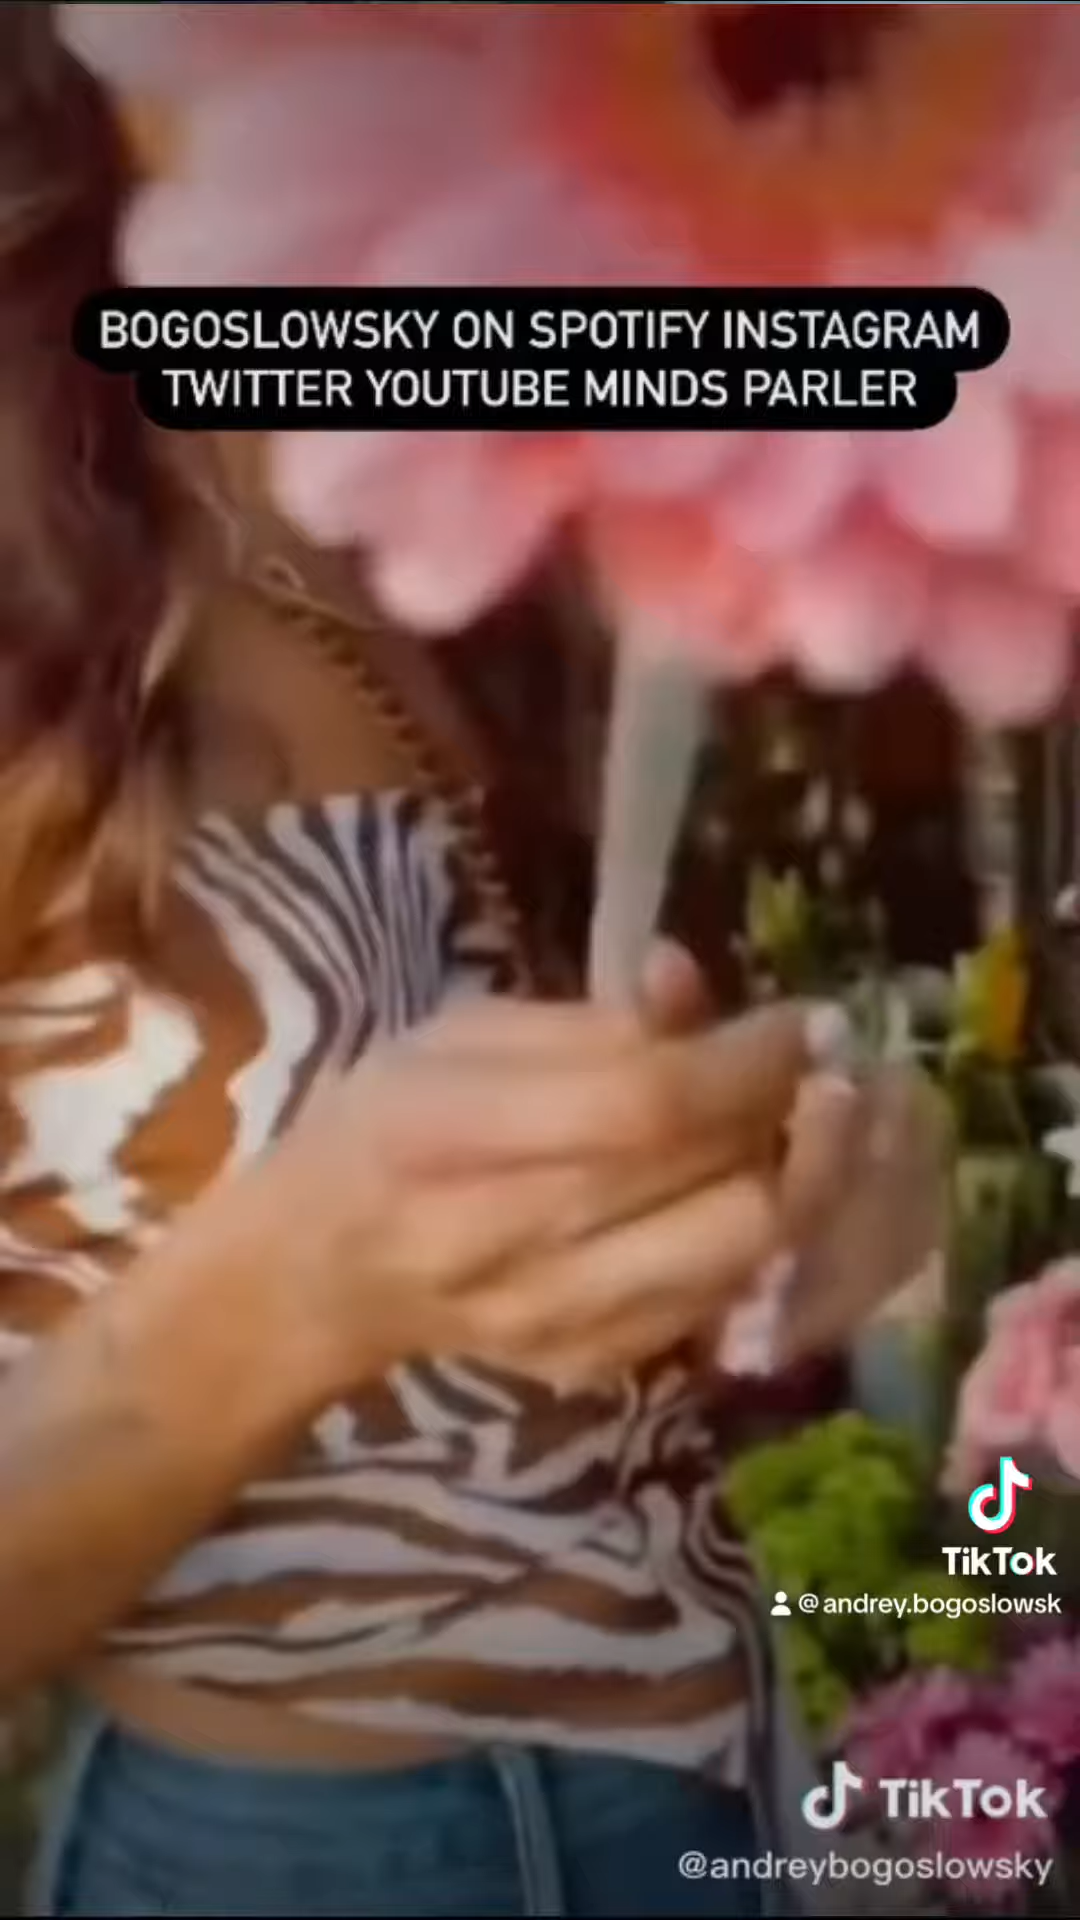 BOGOSLOWSKY ON SPOTIFY INSTAGRAM
TWITTER YOUTUBE MINDS PARLER
TikTok
@andrey.bogoslowsk
TikTok
@andreybogoslowsky